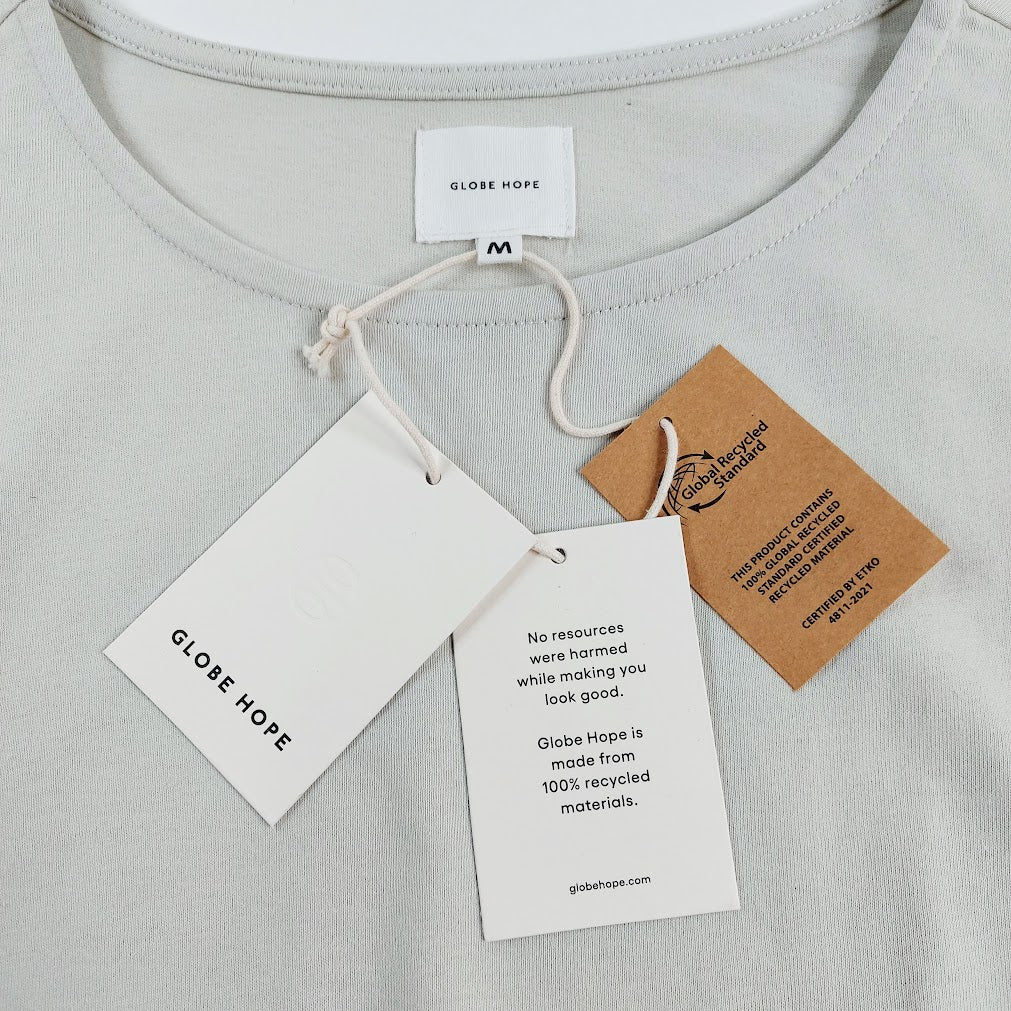 GLOBE HOPE
M
GLOBE HOPE
No resources
were harmed
while making you
look good.
Globe Hope is
made from
100% recycled
materials.
globehope.com
Global Recycled
Standard
THIS PRODUCT CONTAINS
100% GLOBAL RECYCLED
STANDARD CERTIFIED
RECYCLED MATERIAL
CERTIFIED BY ETKO
4811-2021